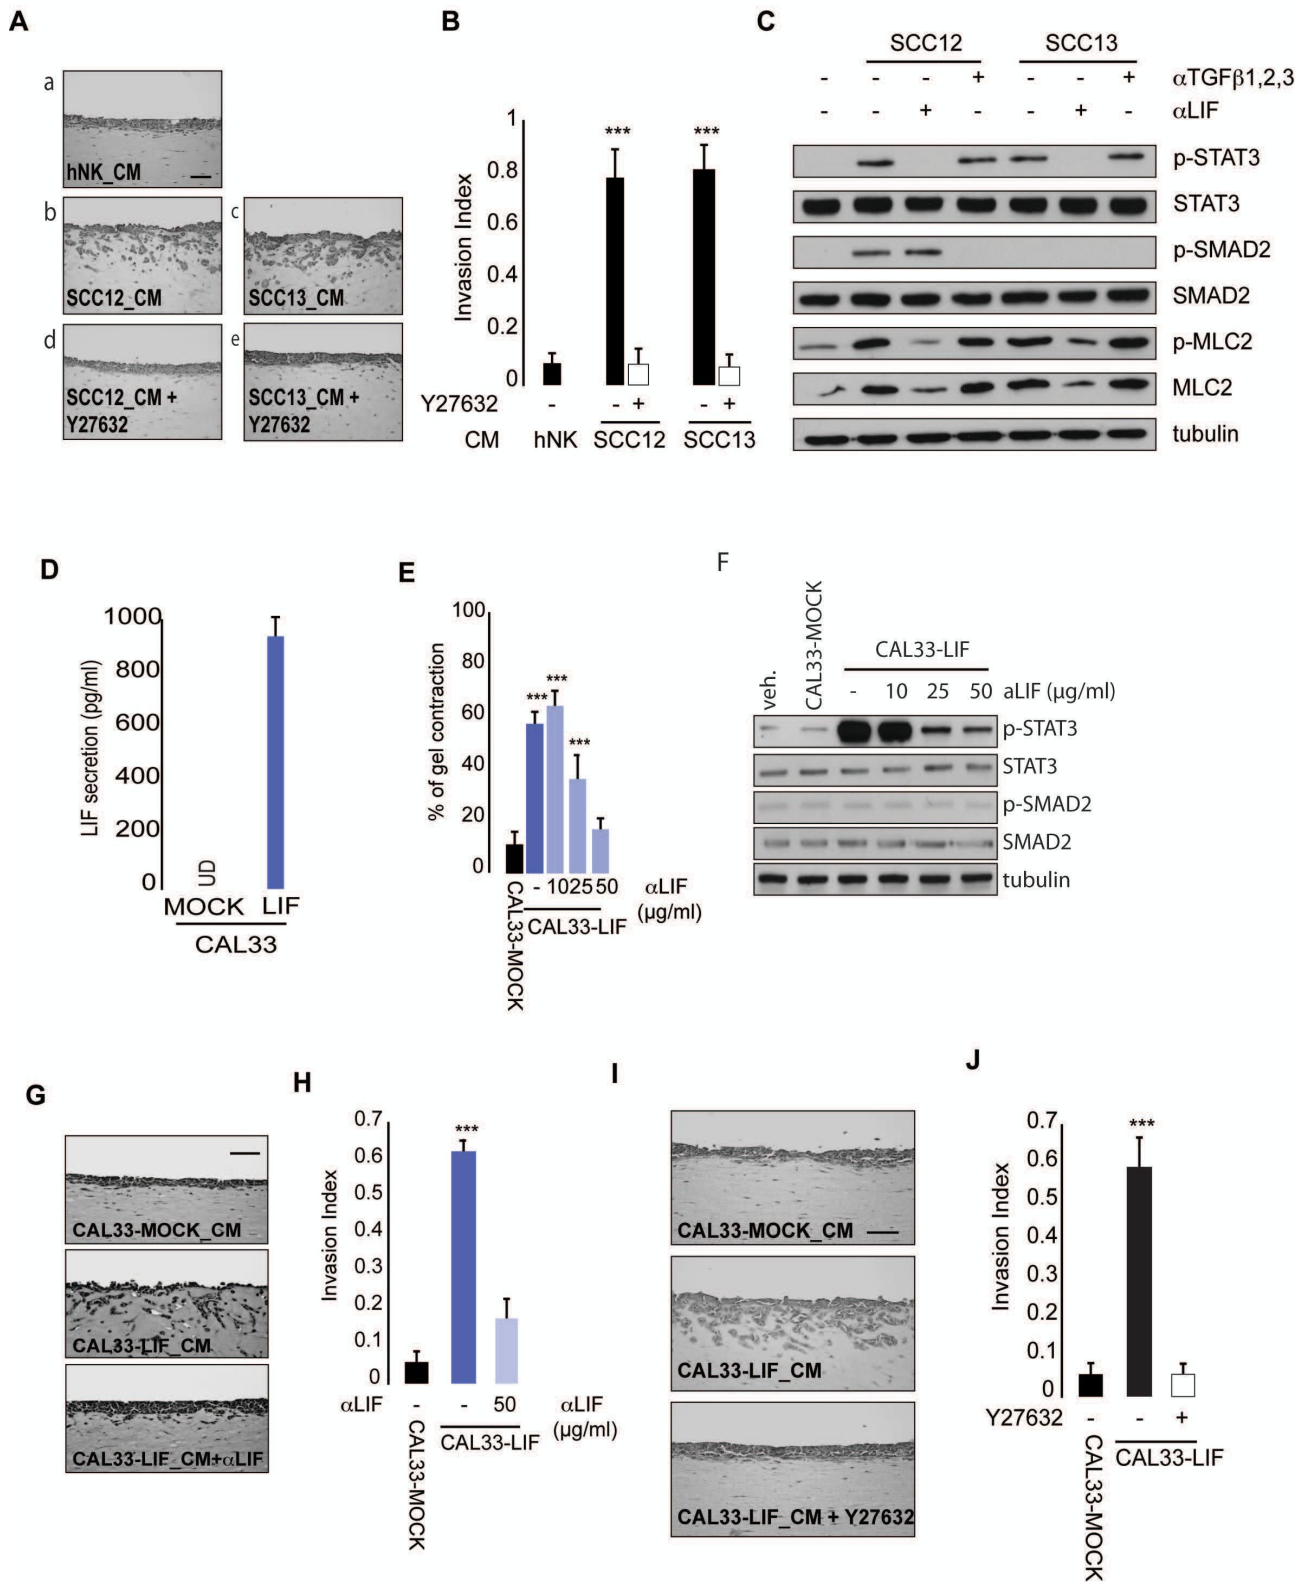 A
a
hNK_CM
b
SCC12_CM
c
SCC13_CM
d
SCC12_CM +
Y27632
e
SCC13_CM +
Y27632
B
Invasion Index
1
0.8
0.6
0.4
0.2
0
*** ***
Y27632 - - + - +
CM hNK SCC12 SCC13
C
SCC12 SCC13
- - - + - - + αTGFβ1,2,3
- - + - - + - αLIF
p-STAT3
STAT3
p-SMAD2
SMAD2
p-MLC2
MLC2
tubulin
D
LIF secretion (pg/ml)
1000
800
600
400
200
0
UD
MOCK LIF
CAL33
E
% of gel contraction
100
80
60
40
20
0
*** *** ***
- 10 25 50 αLIF
(µg/ml)
CAL33-MOCK
CAL33-LIF
F
veh.
CAL33-MOCK
CAL33-LIF
- 10 25 50 aLIF (µg/ml)
p-STAT3
STAT3
p-SMAD2
SMAD2
tubulin
G
CAL33-MOCK_CM
CAL33-LIF_CM
CAL33-LIF_CM+αLIF
H
Invasion Index
0.7
0.6
0.5
0.4
0.3
0.2
0.1
0
***
αLIF - - 50 αLIF
(µg/ml)
CAL33-MOCK
CAL33-LIF
I
CAL33-MOCK_CM
CAL33-LIF_CM
CAL33-LIF_CM + Y27632
J
Invasion Index
0.7
0.6
0.5
0.4
0.3
0.2
0.1
0
***
Y27632 - - +
CAL33-MOCK
CAL33-LIF